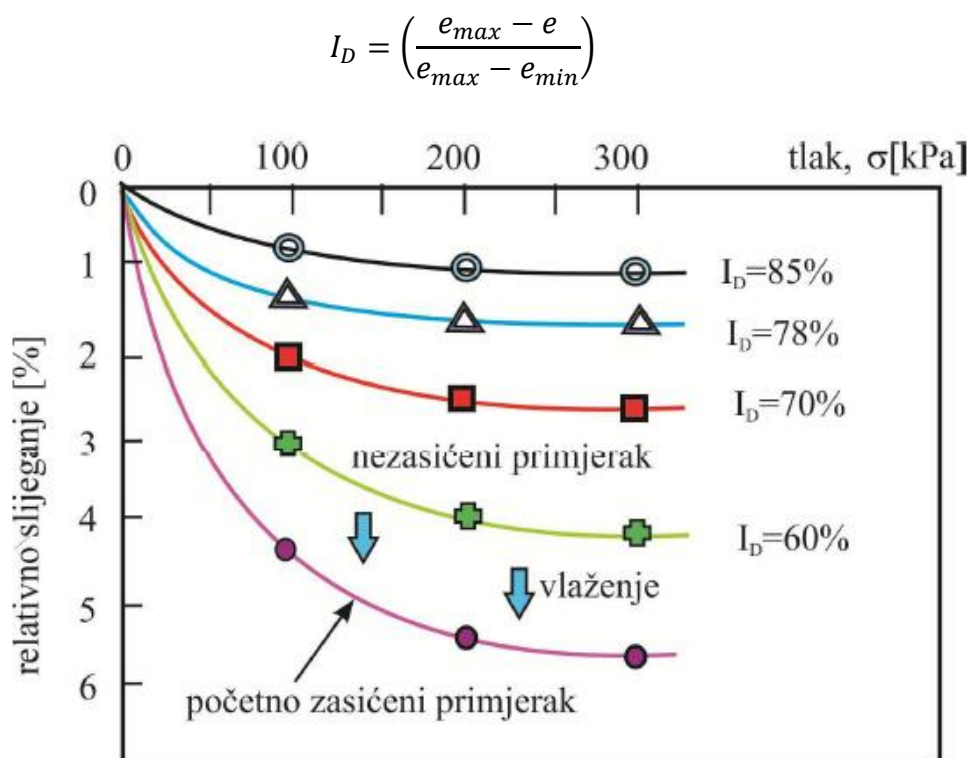 I_D = ( (e_max − e) / (e_max − e_min) )
0 100 200 300 tlak, σ[kPa]
0
1
2
3
4
5
6
relativno slijeganje [%]
I_D=85%
I_D=78%
I_D=70%
nezasićeni primjerak
I_D=60%
vlaženje
početno zasićeni primjerak